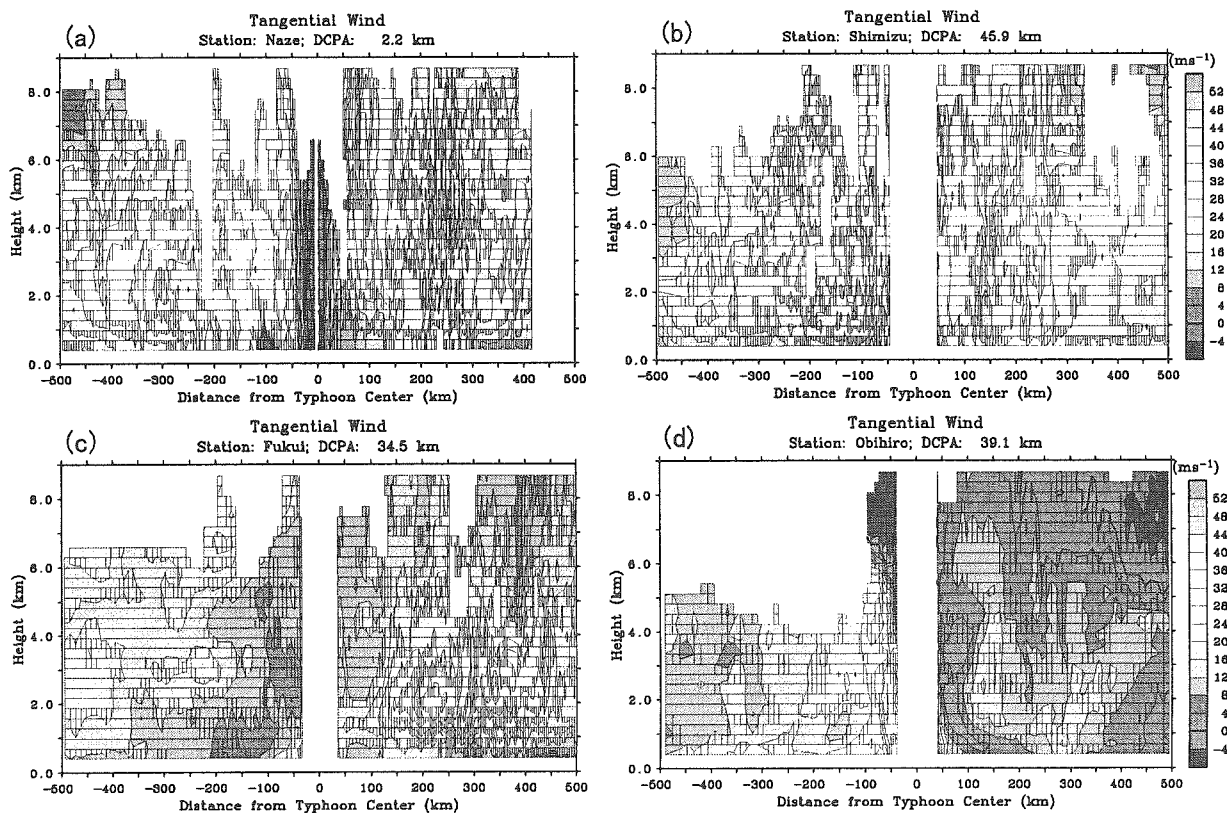 Tangential Wind
(a) Station: Naze; DCPA: 2.2 km
Height (km)
8.0
6.0
4.0
2.0
0.0
-500 -400 -300 -200 -100 0 100 200 300 400 500
Distance from Typhoon Center (km)
Tangential Wind
(b) Station: Shimizu; DCPA: 45.9 km
Height (km)
8.0
6.0
4.0
2.0
0.0
-500 -400 -300 -200 -100 0 100 200 300 400 500
Distance from Typhoon Center (km)
(ms⁻¹)
52
48
44
40
36
32
28
24
20
16
12
8
4
0
-4
Tangential Wind
(c) Station: Fukui; DCPA: 34.5 km
Height (km)
8.0
6.0
4.0
2.0
0.0
-500 -400 -300 -200 -100 0 100 200 300 400 500
Distance from Typhoon Center (km)
Tangential Wind
(d) Station: Obihiro; DCPA: 39.1 km
Height (km)
8.0
6.0
4.0
2.0
0.0
-500 -400 -300 -200 -100 0 100 200 300 400 500
Distance from Typhoon Center (km)
(ms⁻¹)
52
48
44
40
36
32
28
24
20
16
12
8
4
0
-4